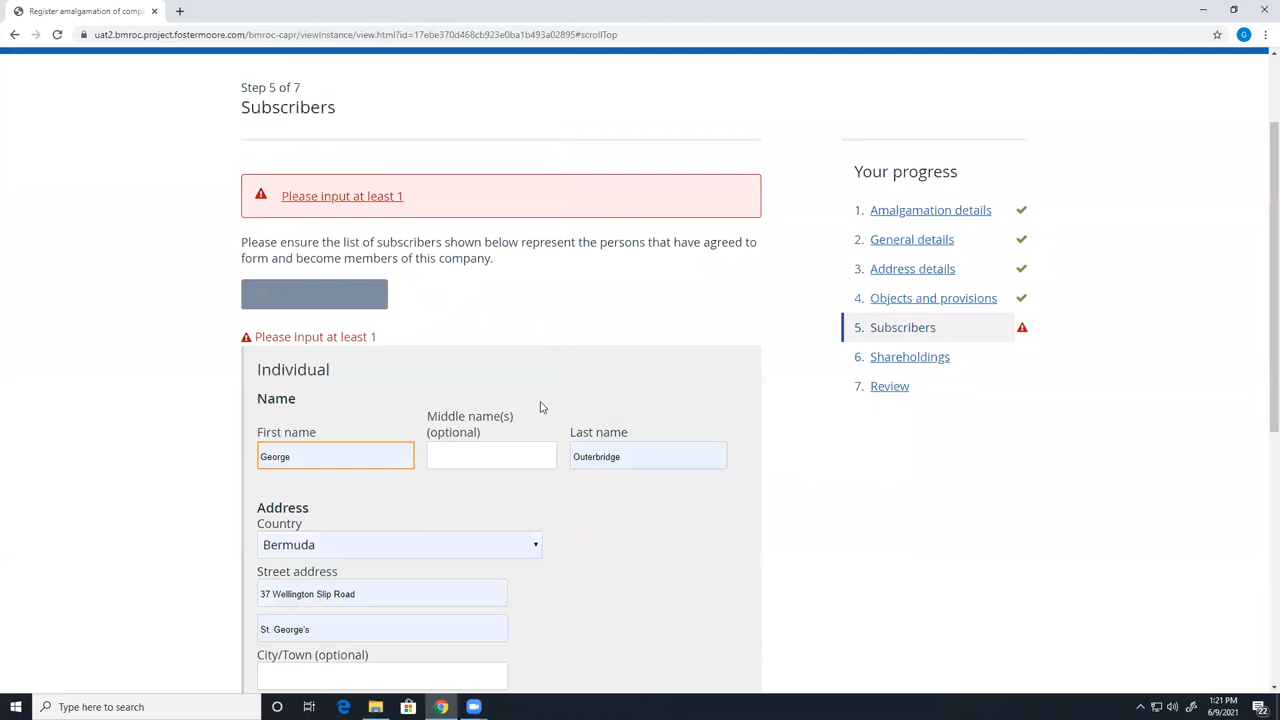 Register amalgamation of comp
uat2.bmroc.project.fostermoore.com/bmroc-capr/viewInstance/view.html?id=17ebe370d468cb923e0ba1b493a02895#scrollTop
G
Step 5 of 7
Subscribers
Please input at least 1
Please ensure the list of subscribers shown below represent the persons that have agreed to
form and become members of this company.
Please input at least 1
Individual
Name
First name
Middle name(s)
(optional)
Last name
George
Outerbridge
Address
Country
Bermuda
Street address
37 Wellington Slip Road
St. George's
City/Town (optional)
Your progress
1. Amalgamation details
2. General details
3. Address details
4. Objects and provisions
5. Subscribers
6. Shareholdings
7. Review
Type here to search
1:21 PM
6/9/2021
22